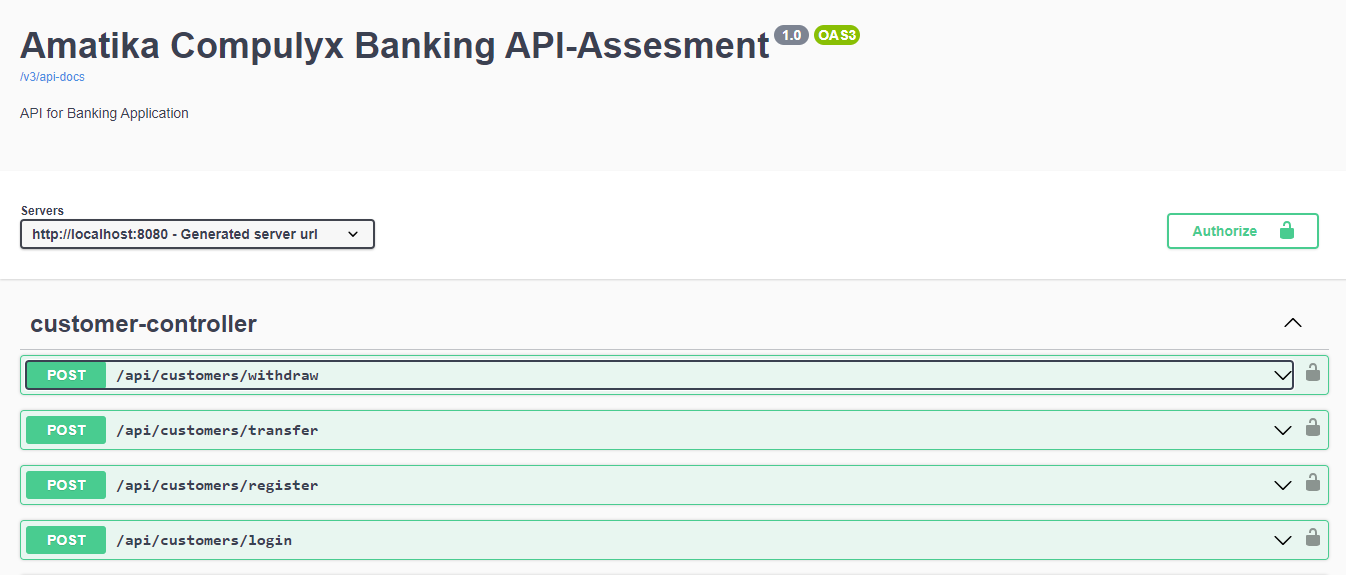 Amatika Compulyx Banking API-Assesment 1.0 OAS3
/v3/api-docs
API for Banking Application
Servers
http://localhost:8080 - Generated server url
Authorize
customer-controller
POST /api/customers/withdraw
POST /api/customers/transfer
POST /api/customers/register
POST /api/customers/login